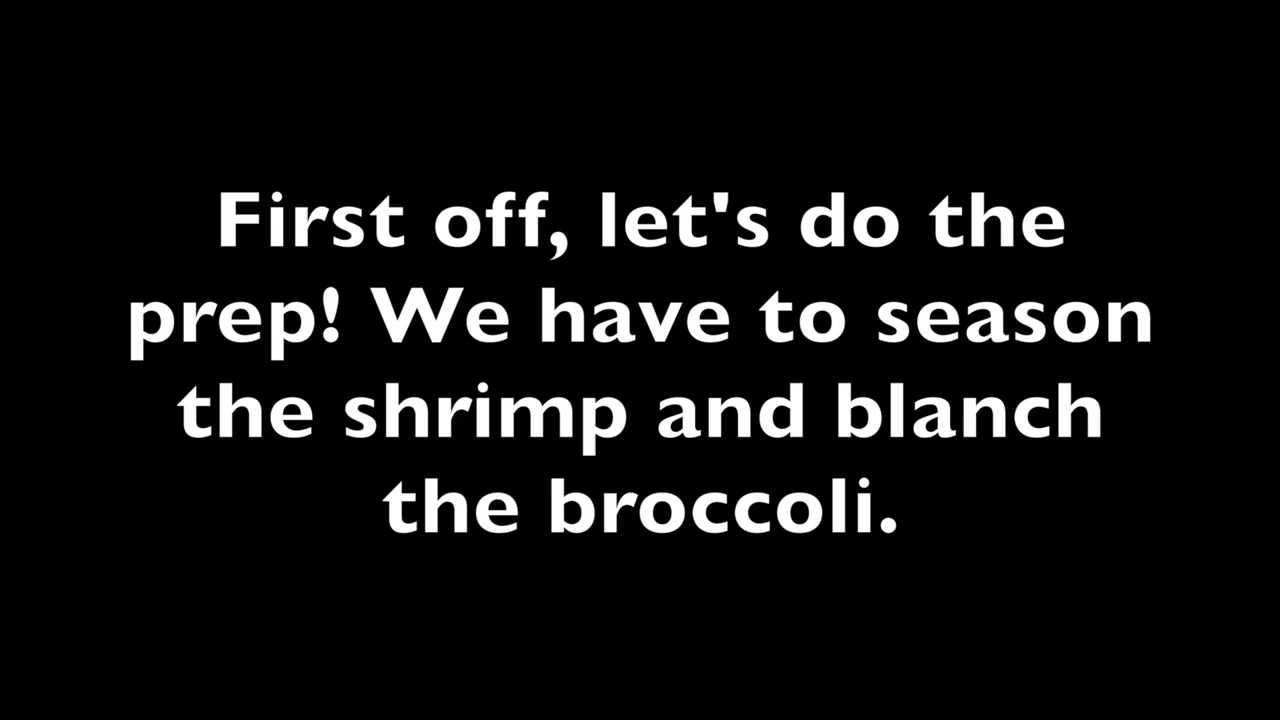 First off, let's do the
prep! We have to season
the shrimp and blanch
the broccoli.